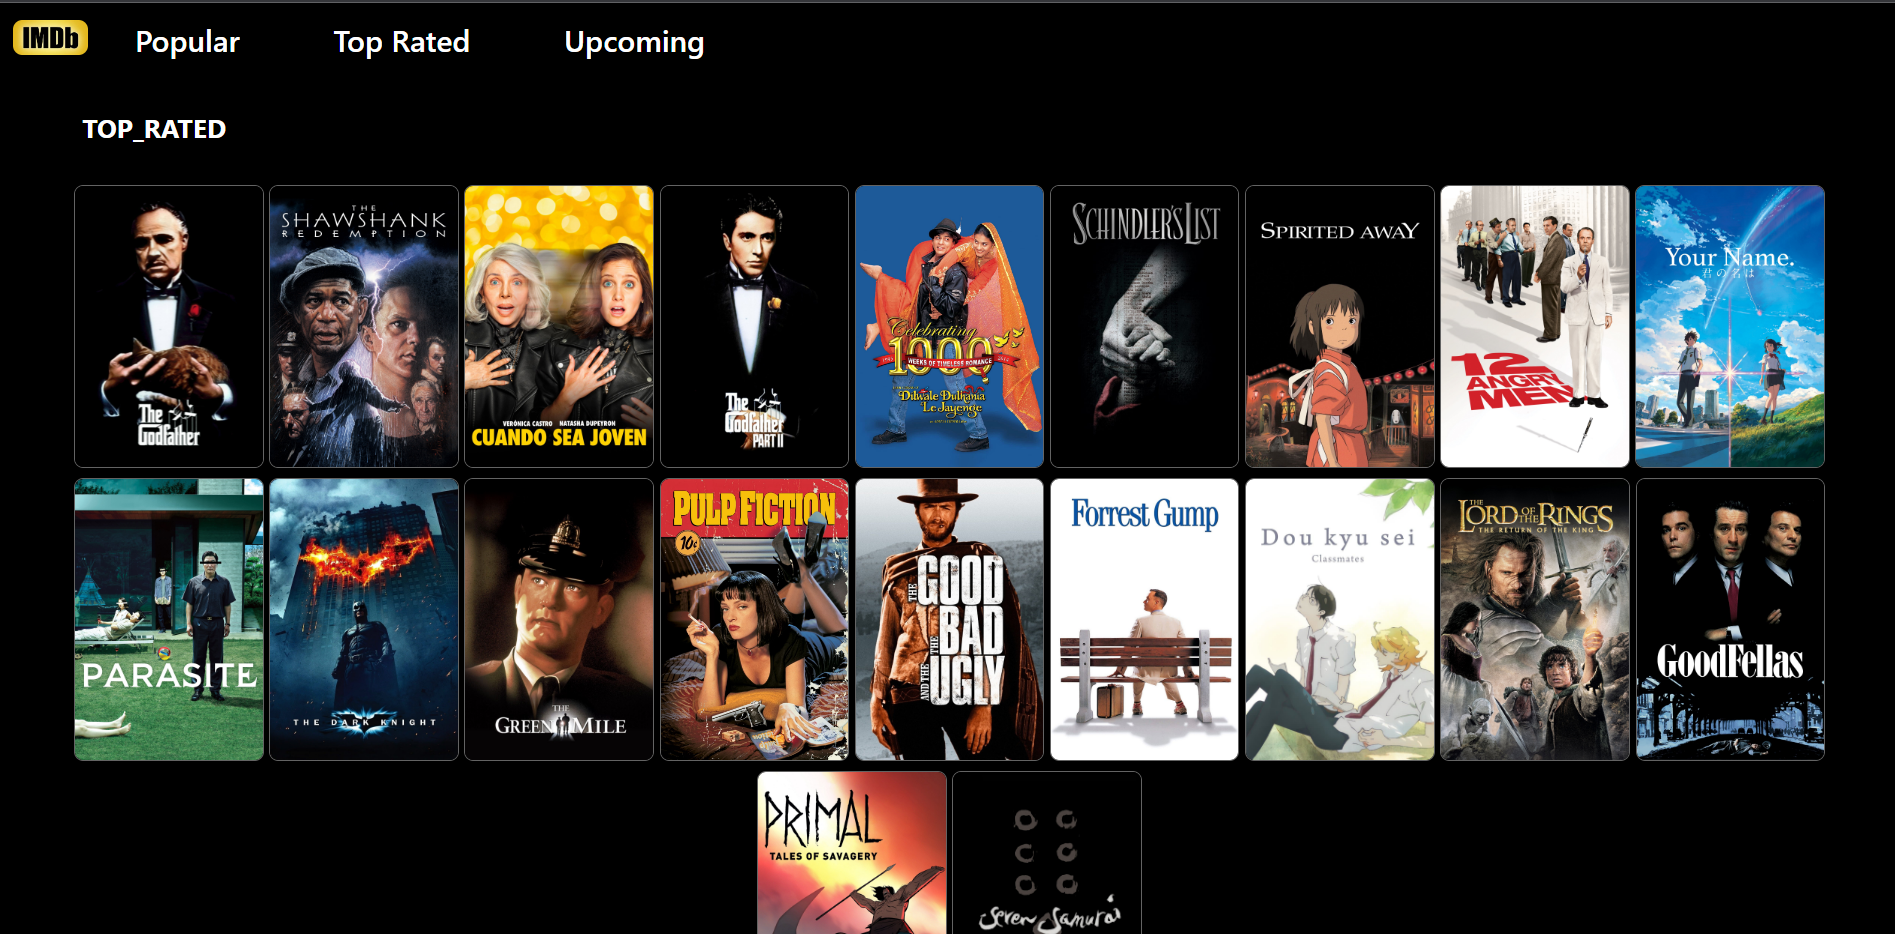 IMDb
Popular
Top Rated
Upcoming
TOP_RATED
The
Godfather
THE
SHAWSHANK
REDEMPTION
VERÓNICA CASTRO NATASHA DUPEYRON
CUANDO SEA JOVEN
The
Godfather
PART II
Celebrating
1000
WEEKS OF TIMELESS ROMANCE
Dilwale Dulhania
Le Jayenge
SCHINDLER'S LIST
SPIRITED AWAY
12
ANGRY
MEN
Your Name.
君の名は
PARASITE
THE DARK KNIGHT
THE
GREEN MILE
PULP FICTION
10¢
THE GOOD
THE BAD
AND THE UGLY
Forrest Gump
Dou kyu sei
Classmates
THE
LORD OF THE RINGS
THE RETURN OF THE KING
GoodFellas
PRIMAL
TALES OF SAVAGERY
Seven Samurai